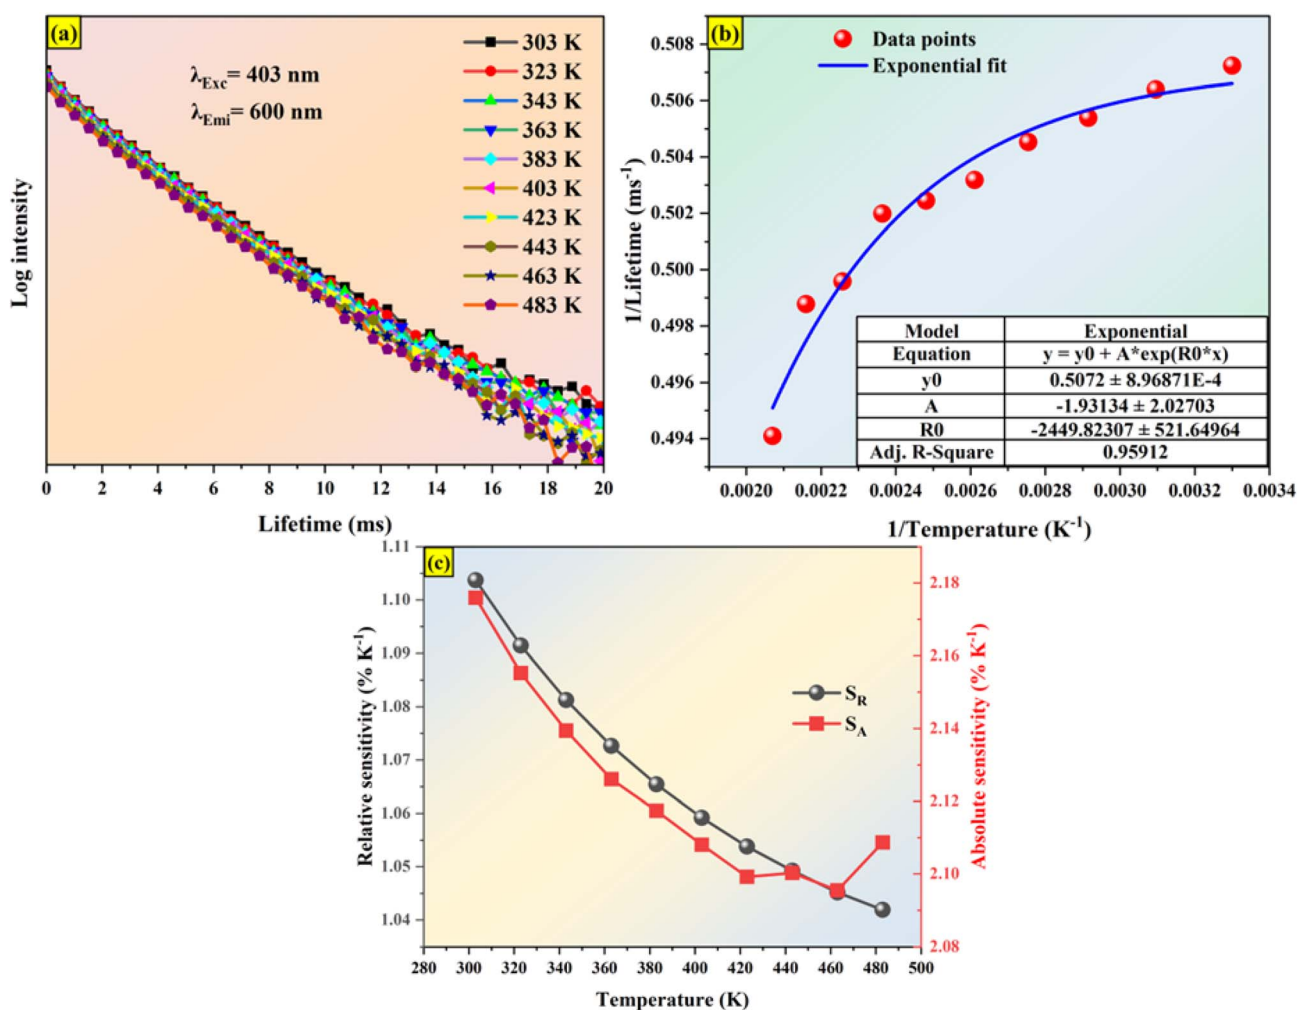 (a)
λExc= 403 nm
λEmi= 600 nm
303 K
323 K
343 K
363 K
383 K
403 K
423 K
443 K
463 K
483 K
Log intensity
0 2 4 6 8 10 12 14 16 18 20
Lifetime (ms)
(b)
Data points
Exponential fit
0.508
0.506
0.504
0.502
0.500
0.498
0.496
0.494
1/Lifetime (ms-1)
Model Exponential
Equation y = y0 + A*exp(R0*x)
y0 0.5072 ± 8.96871E-4
A -1.93134 ± 2.02703
R0 -2449.82307 ± 521.64964
Adj. R-Square 0.95912
0.0020 0.0022 0.0024 0.0026 0.0028 0.0030 0.0032 0.0034
1/Temperature (K-1)
(c)
1.11
1.10
1.09
1.08
1.07
1.06
1.05
1.04
Relative sensitivity (% K-1)
SR
SA
2.18
2.16
2.14
2.12
2.10
2.08
Absolute sensitivity (% K-1)
280 300 320 340 360 380 400 420 440 460 480 500
Temperature (K)